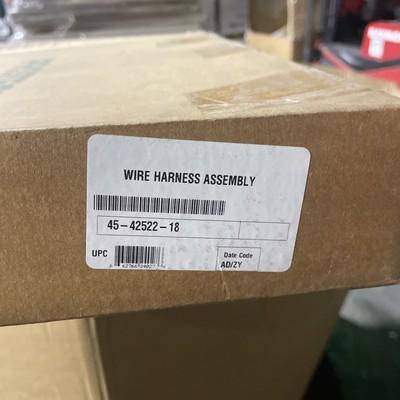 WIRE HARNESS ASSEMBLY
45-42522-18
UPC
Date Code
AD/ZY